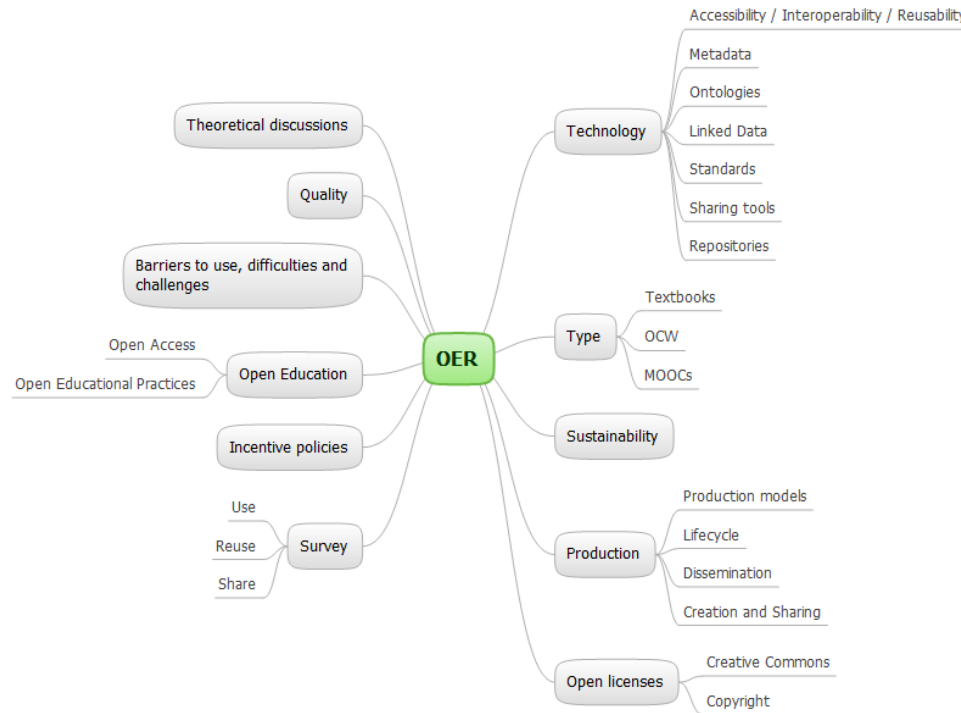 Accessibility / Interoperability / Reusability
Metadata
Ontologies
Linked Data
Standards
Sharing tools
Repositories
Technology
Theoretical discussions
Quality
Barriers to use, difficulties and
challenges
Open Access
Open Educational Practices
Open Education
Incentive policies
Use
Reuse
Share
Survey
OER
Textbooks
OCW
MOOCs
Type
Sustainability
Production models
Lifecycle
Dissemination
Creation and Sharing
Production
Creative Commons
Copyright
Open licenses